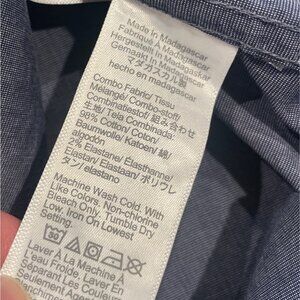 Made in Madagascar
Fabriqué À Madagascar
Hergestellt In Madagascar
Gemaakt In Madagascar
マダガスカル製
hecho en madagascar
Combo Fabric/ Tissu
Mélangé/ Combo-stoff/
Combinatiestof/ 組み合わせ
生地/ Tela Combinada:
98% Cotton/ Coton/
Baumwolle/ Katoen/ 綿/
algodón
2% Elastane/ Élasthanne/
Elastan/ Elastaan/ ポリウレ
タン/ elastano
Machine Wash Cold. With
Like Colors. Non-chlorine
Bleach Only. Tumble Dry
Low. Iron On Lowest
Setting.
30
Laver À La Machine À
Eau Froide. Laver En
Séparant Les Couleurs